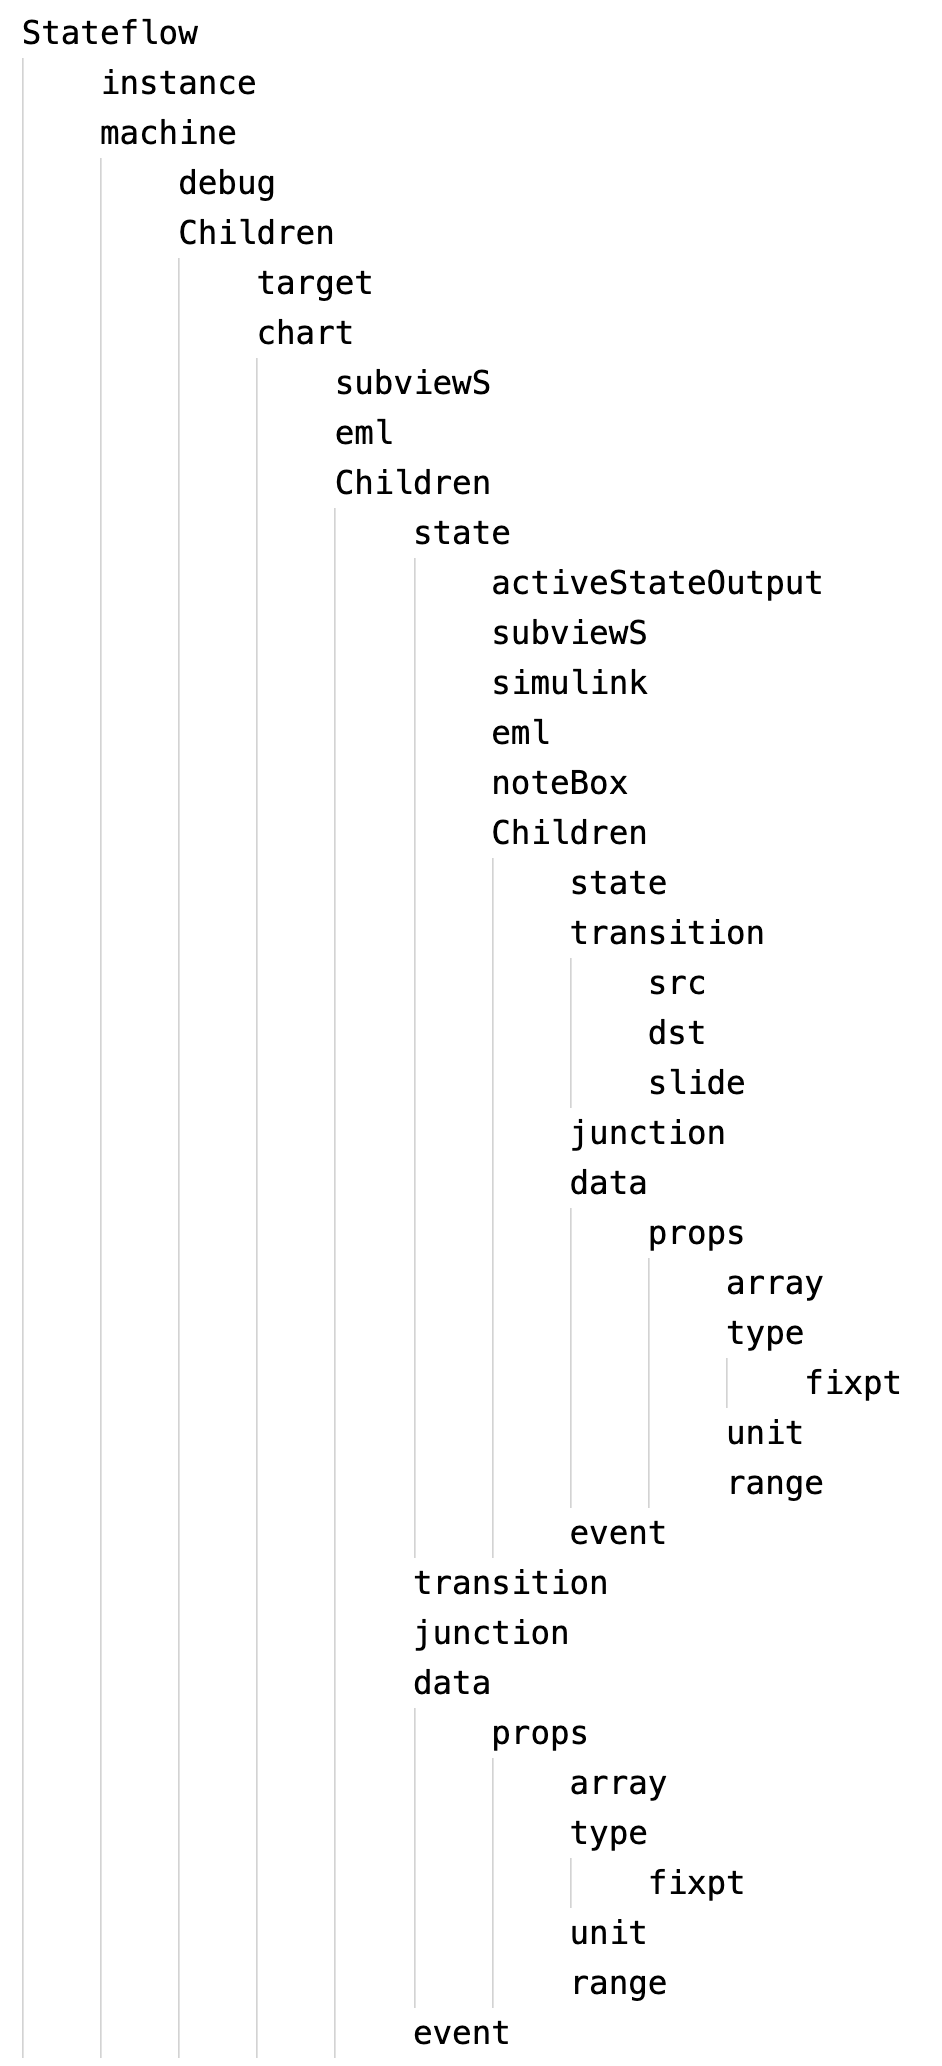 Stateflow
instance
machine
debug
Children
target
chart
subviewS
eml
Children
state
activeStateOutput
subviewS
simulink
eml
noteBox
Children
state
transition
src
dst
slide
junction
data
props
array
type
fixpt
unit
range
event
transition
junction
data
props
array
type
fixpt
unit
range
event